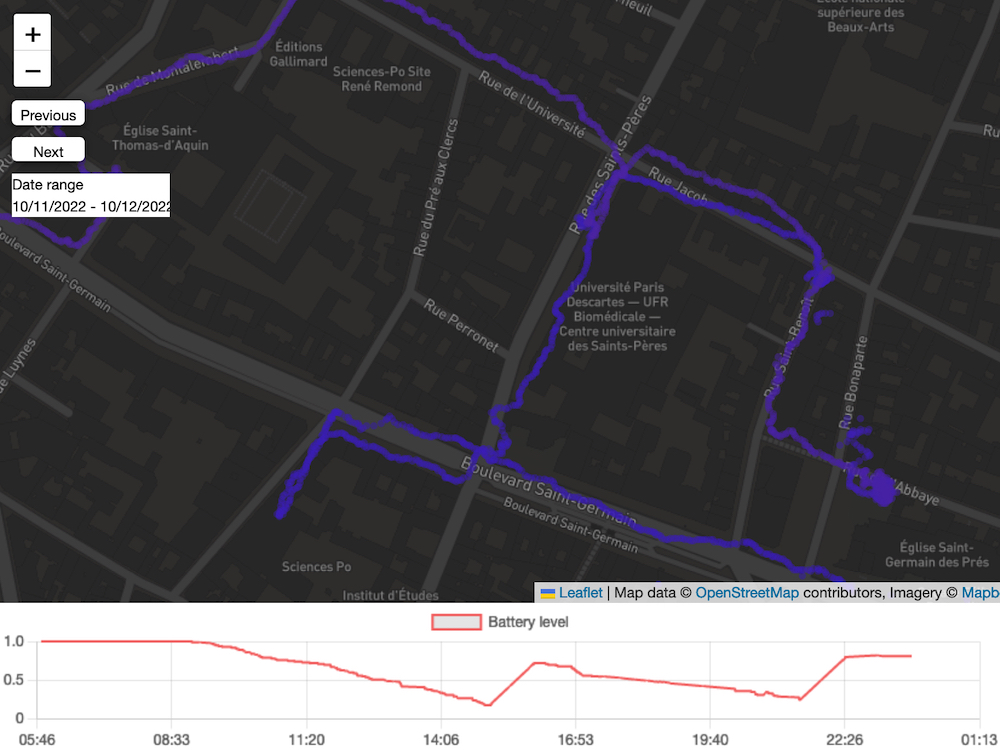 +
−
Previous
Next
Date range
10/11/2022 - 10/12/2022
Rue de Montalembert
Éditions
Gallimard
Sciences-Po Site
René Remond
supérieure des
Beaux-Arts
Rue de l'Université
Rue des Saints-Pères
Église Saint-
Thomas-d'Aquin
Rue du Pré aux Clercs
Rue Jacob
Boulevard Saint-Germain
Rue Perronet
Université Paris
Descartes — UFR
Biomédicale —
Centre universitaire
des Saints-Pères
Rue Saint-Benoît
Rue Bonaparte
de Luynes
Boulevard Saint-Germain
Boulevard Saint-Germain
l'Abbaye
Sciences Po
Institut d'Études
Église Saint-
Germain des Prés
Leaflet | Map data © OpenStreetMap contributors, Imagery © Mapb
Battery level
1.0
0.5
0
05:46
08:33
11:20
14:06
16:53
19:40
22:26
01:13